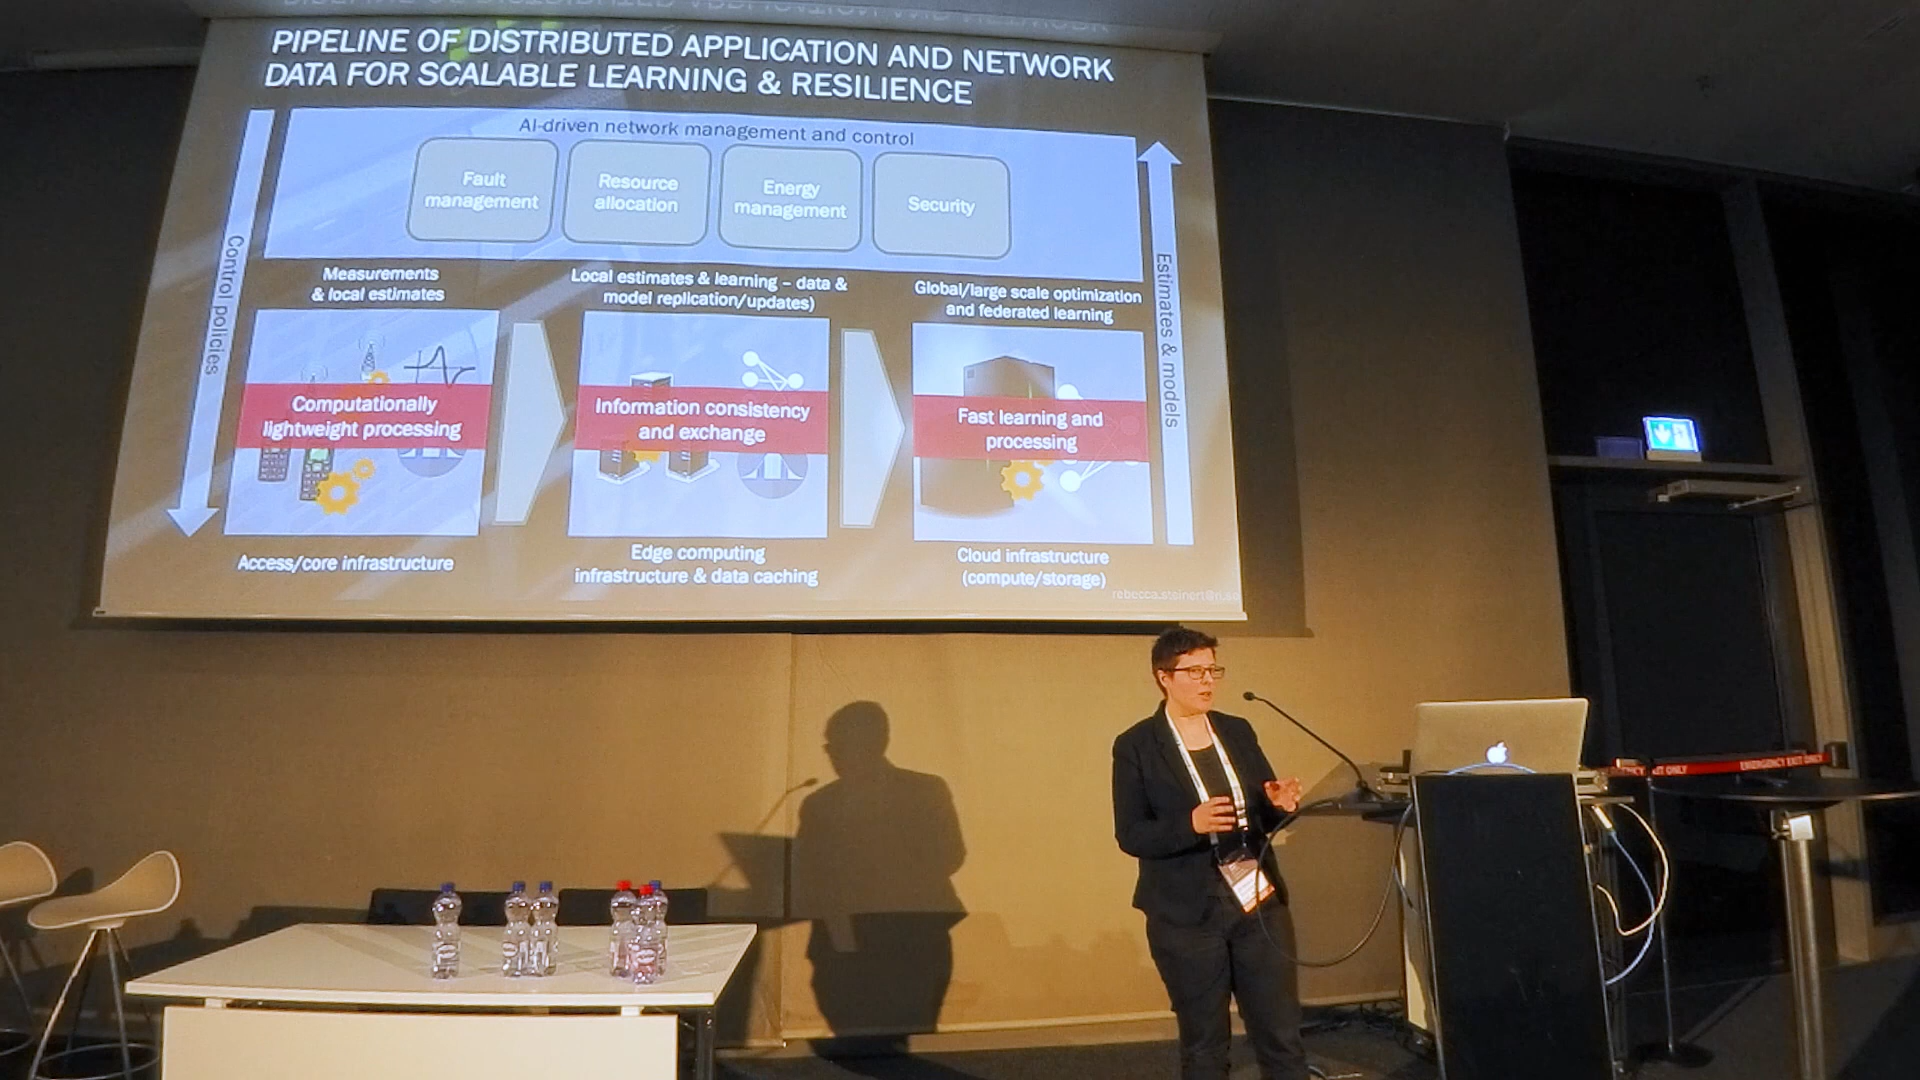 PIPELINE OF DISTRIBUTED APPLICATION AND NETWORK
DATA FOR SCALABLE LEARNING & RESILIENCE
AI-driven network management and control
Fault
management
Resource
allocation
Energy
management
Security
Control policies
Estimates & models
Measurements
& local estimates
Local estimates & learning – data &
model replication/updates)
Global/large scale optimization
and federated learning
Computationally
lightweight processing
Information consistency
and exchange
Fast learning and
processing
Access/core infrastructure
Edge computing
infrastructure & data caching
Cloud infrastructure
(compute/storage)
EMERGENCY EXIT ONLY